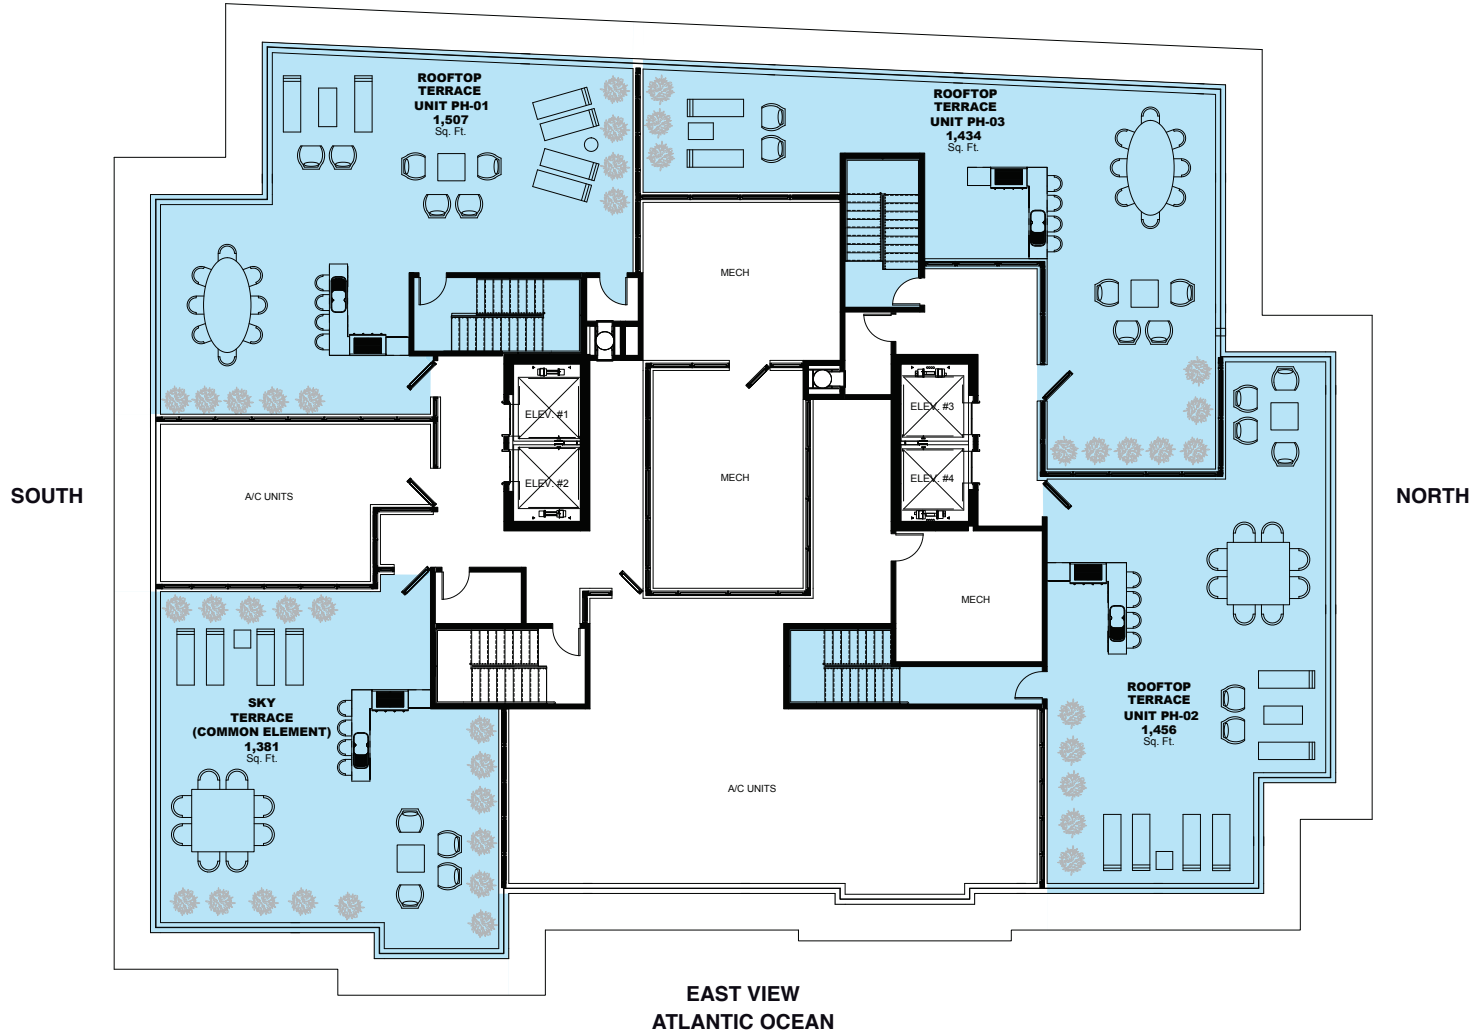 ROOFTOP
TERRACE
UNIT PH-01
1,507
Sq. Ft.
ROOFTOP
TERRACE
UNIT PH-03
1,434
Sq. Ft.
MECH
ELEV. #1
ELEV. #2
ELEV. #3
ELEV. #4
MECH
A/C UNITS
SOUTH
NORTH
MECH
SKY
TERRACE
(COMMON ELEMENT)
1,381
Sq. Ft.
ROOFTOP
TERRACE
UNIT PH-02
1,456
Sq. Ft.
A/C UNITS
EAST VIEW
ATLANTIC OCEAN